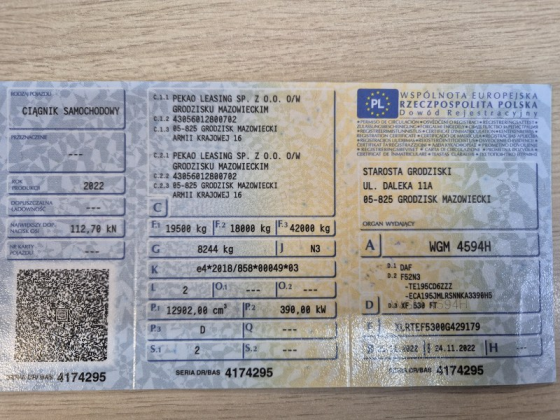 RODZAJ POJAZDU
CIĄGNIK SAMOCHODOWY
PRZEZNACZENIE
---
ROK PRODUKCJI
2022
DOPUSZCZALNA ŁADOWNOŚĆ
---
NAJWIĘKSZY DOP. NACISK OSI
112,70 kN
NR KARTY POJAZDU
---
SERIA DR/BAŚ 4174295
C.1.1 PEKAO LEASING SP. Z O.O. O/W
GRODZISKU MAZOWIECKIM
C.1.2 43056012800702
C.1.3 05-825 GRODZISK MAZOWIECKI
ARMII KRAJOWEJ 16
C.2.1 PEKAO LEASING SP. Z O.O. O/W
GRODZISKU MAZOWIECKIM
C.2.2 43056012800702
C.2.3 05-825 GRODZISK MAZOWIECKI
ARMII KRAJOWEJ 16
C
F.1 19500 kg F.2 18000 kg F.3 42000 kg
G 8244 kg J N3
K e4*2018/858*00049*03
L 2 O.1 --- O.2 ---
P.1 12902,00 cm³ P.2 390,00 kW
P.3 D Q ---
S.1 2 S.2 ---
SERIA DR/BAŚ 4174295
PL
WSPÓLNOTA EUROPEJSKA
RZECZPOSPOLITA POLSKA
Dowód Rejestracyjny
STAROSTA GRODZISKI
UL. DALEKA 11A
05-825 GRODZISK MAZOWIECKI
ORGAN WYDAJĄCY
A WGM 4594H
D.1 DAF
D.2 FS2N3
-TE195CD6ZZZ
D
D.3 XF 530 FT
E XLRTEF5300G429179
24.11.2022 H ---
SERIA DR/BAŚ 4174295